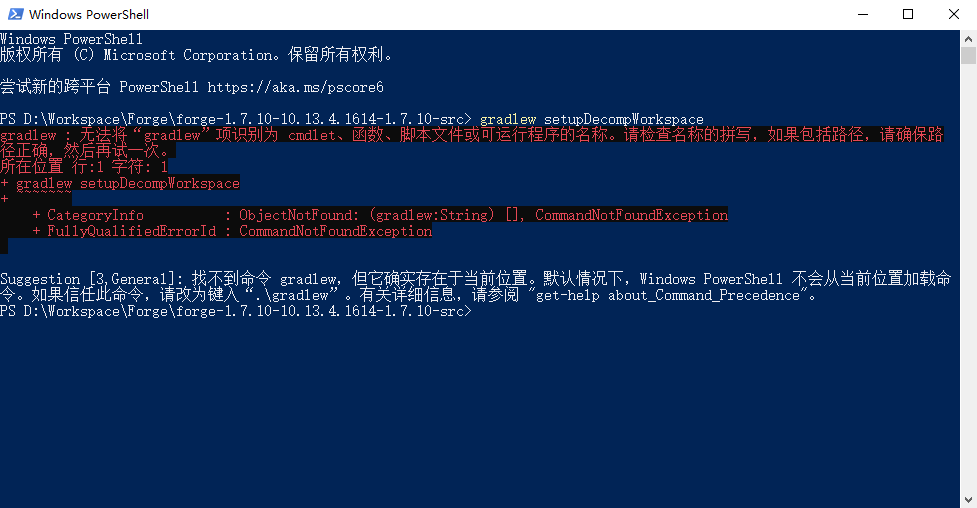 Windows PowerShell
Windows PowerShell
版权所有 (C) Microsoft Corporation。保留所有权利。
尝试新的跨平台 PowerShell https://aka.ms/pscore6
PS D:\Workspace\Forge\forge-1.7.10-10.13.4.1614-1.7.10-src> gradlew setupDecompWorkspace
gradlew : 无法将“gradlew”项识别为 cmdlet、函数、脚本文件或可运行程序的名称。请检查名称的拼写，如果包括路径，请确保路
径正确，然后再试一次。
所在位置 行:1 字符: 1
+ gradlew setupDecompWorkspace
+ ~~~~~~~
+ CategoryInfo          : ObjectNotFound: (gradlew:String) [], CommandNotFoundException
+ FullyQualifiedErrorId : CommandNotFoundException
Suggestion [3,General]: 找不到命令 gradlew，但它确实存在于当前位置。默认情况下，Windows PowerShell 不会从当前位置加载命
令。如果信任此命令，请改为键入“.\gradlew”。有关详细信息，请参阅 "get-help about_Command_Precedence"。
PS D:\Workspace\Forge\forge-1.7.10-10.13.4.1614-1.7.10-src>